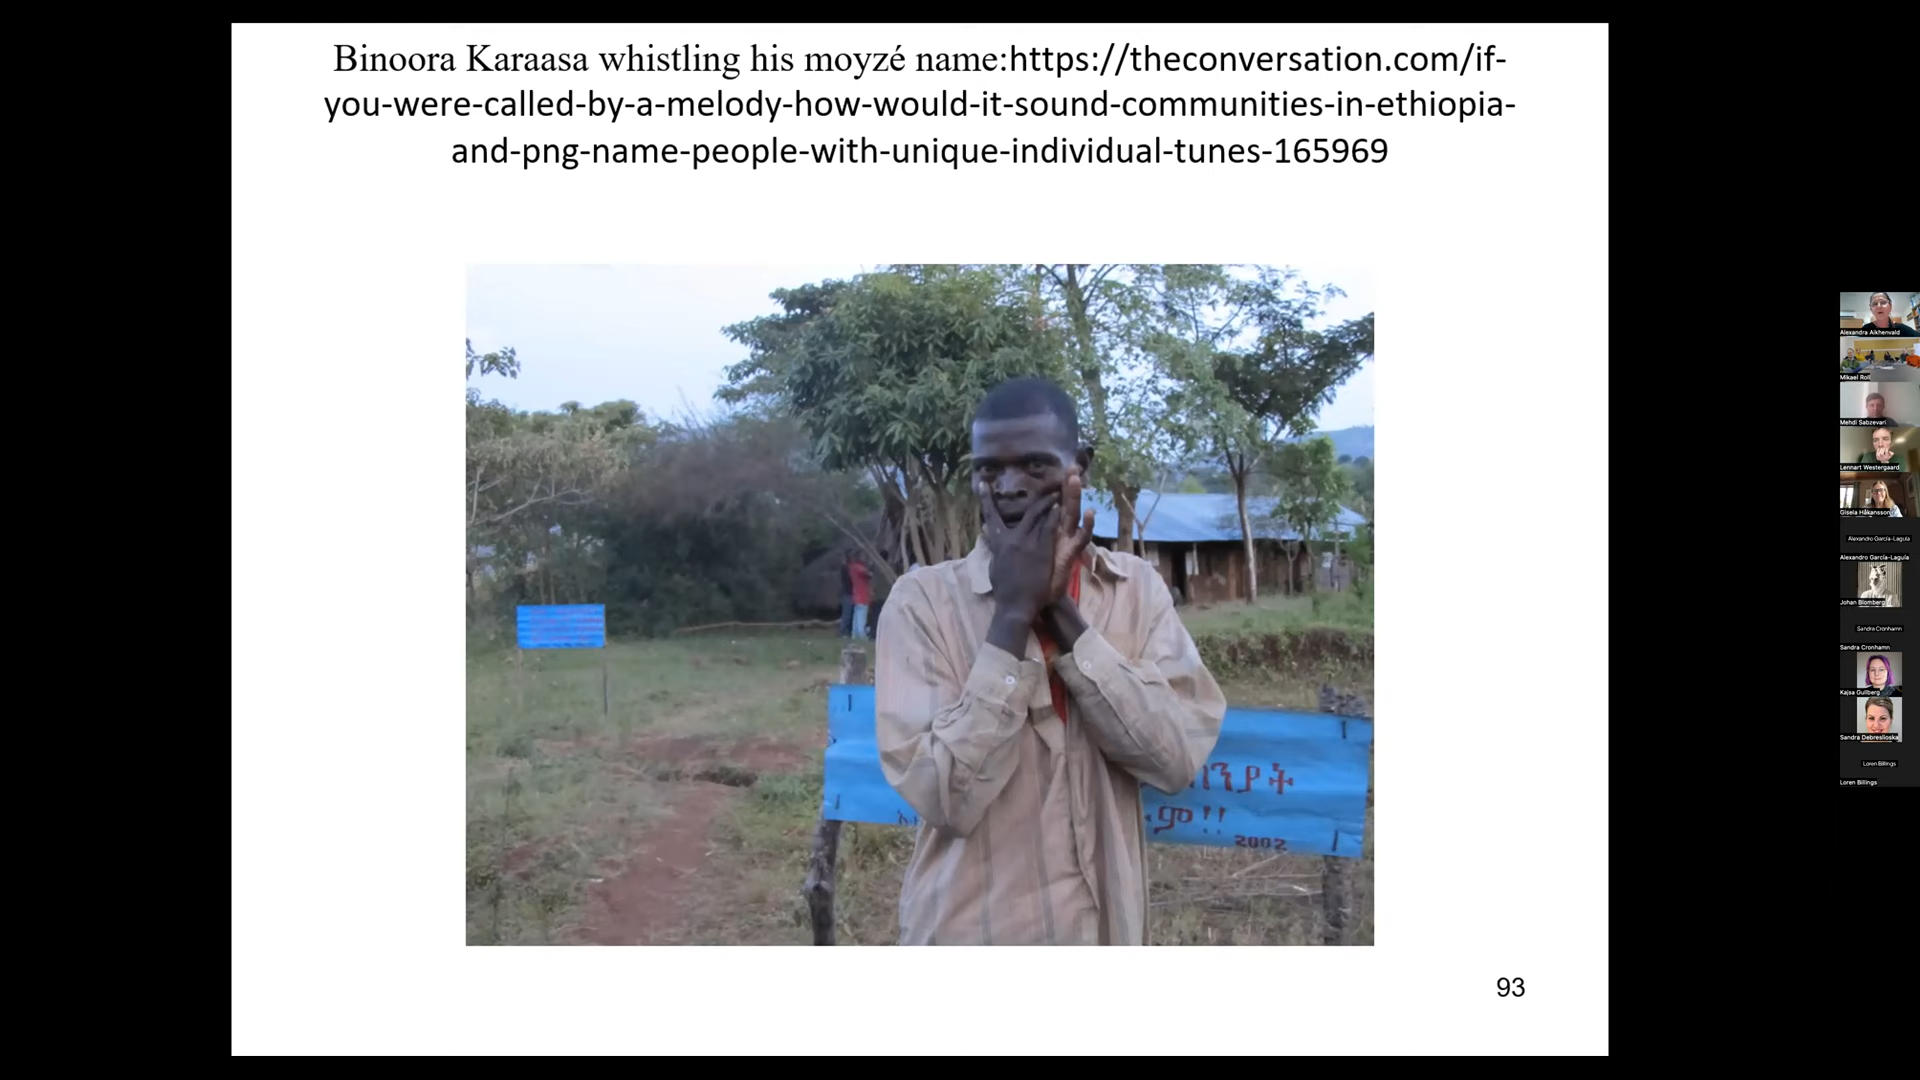 Binoora Karaasa whistling his moyzé name:https://theconversation.com/if-
you-were-called-by-a-melody-how-would-it-sound-communities-in-ethiopia-
and-png-name-people-with-unique-individual-tunes-165969
ም!!
2002
93
Alexandra Aikhenvald
Mikael Roll
Mehdi Sabzevari
Lennart Westergaard
Gisela Håkansson
Alexandro García-Laguía
Alexandro García-Laguía
Johan Blomberg
Sandra Cronhamn
Sandra Cronhamn
Kajsa Gullberg
Sandra Debreslioska
Loren Billings
Loren Billings